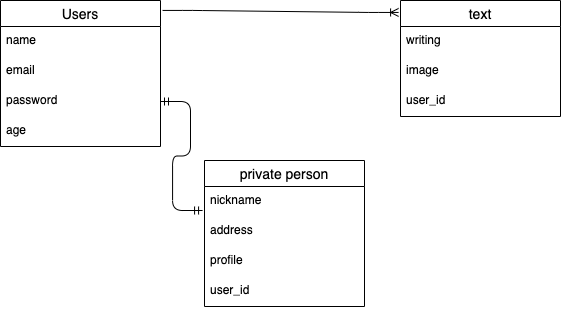 Users
name
email
password
age
text
writing
image
user_id
private person
nickname
address
profile
user_id